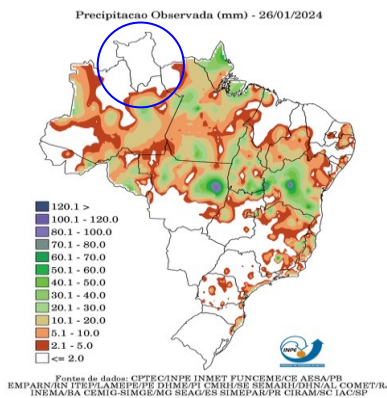 Precipitacao Observada (mm) - 26/01/2024
120.1 >
100.1 - 120.0
80.1 - 100.0
70.1 - 80.0
60.1 - 70.0
50.1 - 60.0
40.1 - 50.0
30.1 - 40.0
20.1 - 30.0
10.1 - 20.0
5.1 - 10.0
2.1 - 5.0
<= 2.0
INPE
Fontes de dados: CPTEC/INPE INMET FUNCEME/CE AESA/PB
EMPARN/RN ITEP/LAMEPE/PE DHME/PI CMRH/SE SEMARH/DHN/AL COMET/R
INEMA/BA CEMIG-SIMGE/MG SEAG/ES SIMEPAR/PR CIRAM/SC IAC/SP